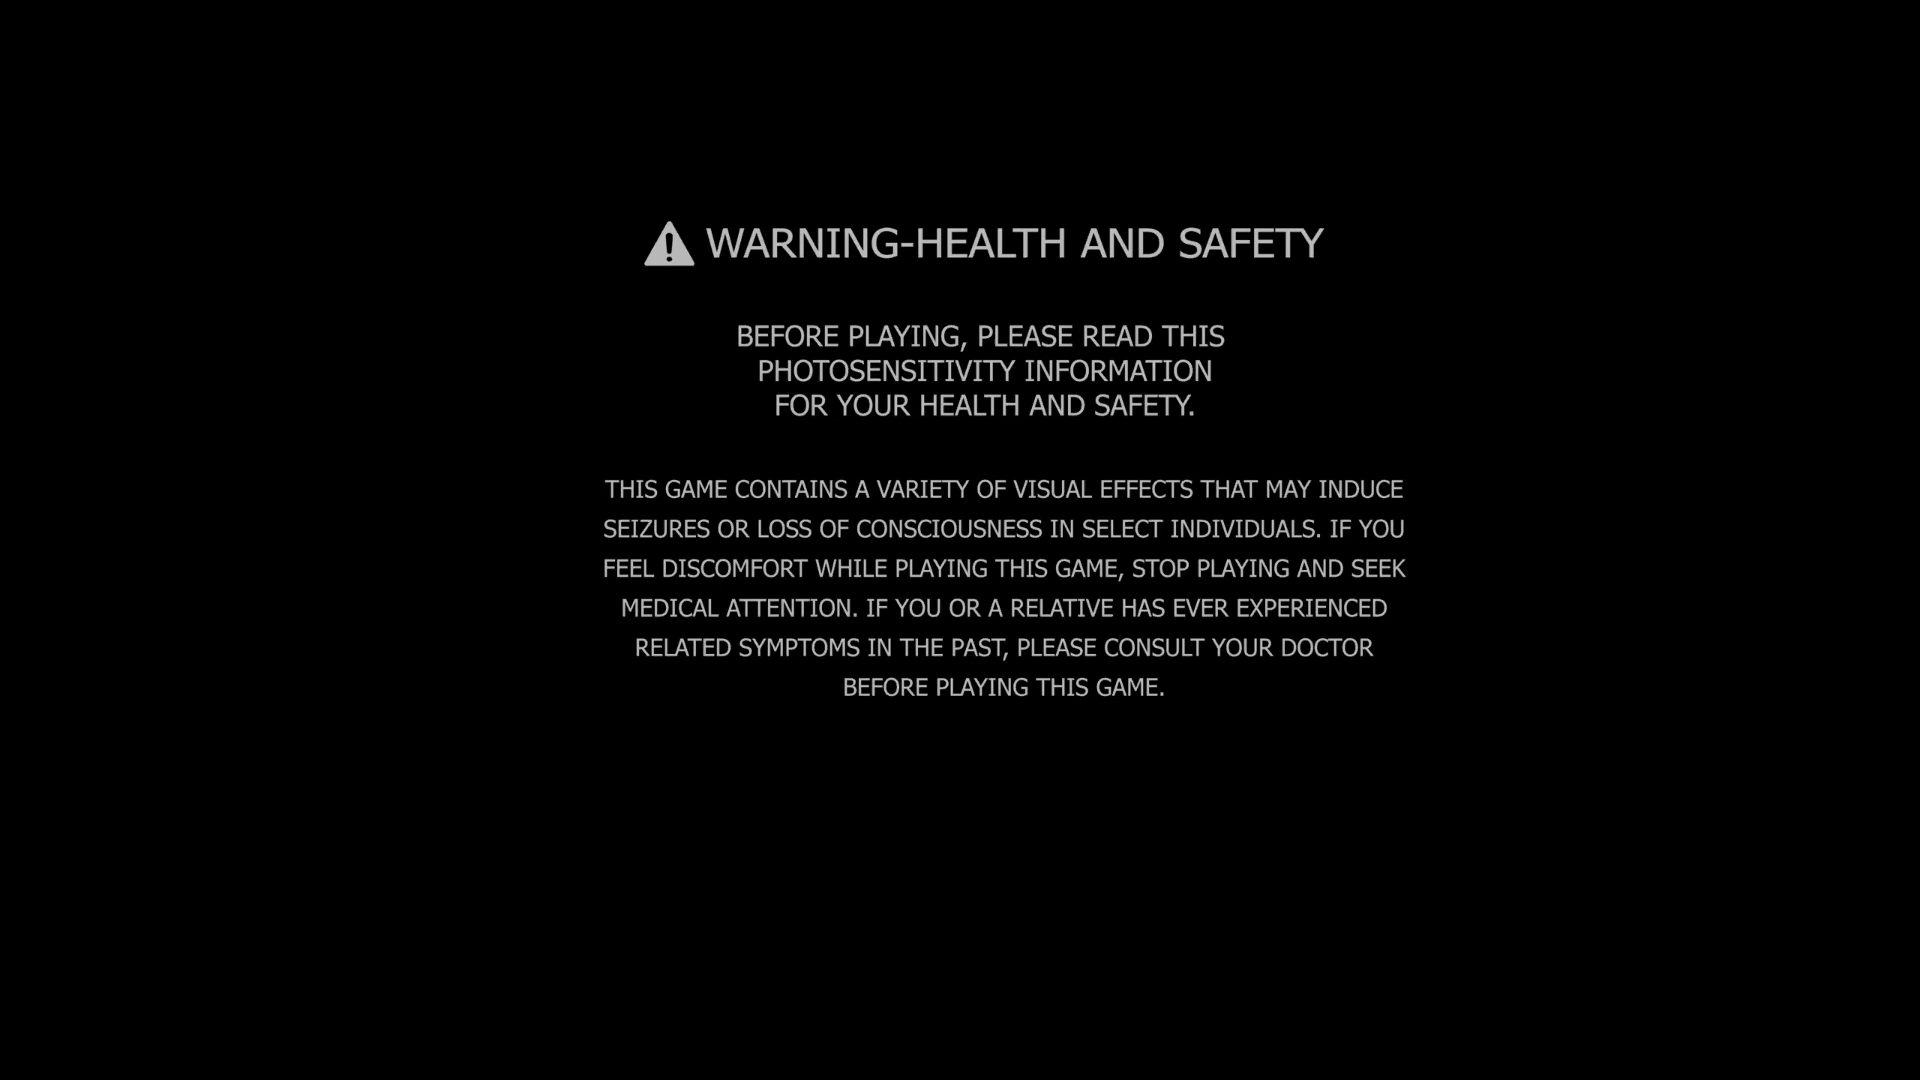 WARNING-HEALTH AND SAFETY
BEFORE PLAYING, PLEASE READ THIS
PHOTOSENSITIVITY INFORMATION
FOR YOUR HEALTH AND SAFETY.
THIS GAME CONTAINS A VARIETY OF VISUAL EFFECTS THAT MAY INDUCE
SEIZURES OR LOSS OF CONSCIOUSNESS IN SELECT INDIVIDUALS. IF YOU
FEEL DISCOMFORT WHILE PLAYING THIS GAME, STOP PLAYING AND SEEK
MEDICAL ATTENTION. IF YOU OR A RELATIVE HAS EVER EXPERIENCED
RELATED SYMPTOMS IN THE PAST, PLEASE CONSULT YOUR DOCTOR
BEFORE PLAYING THIS GAME.